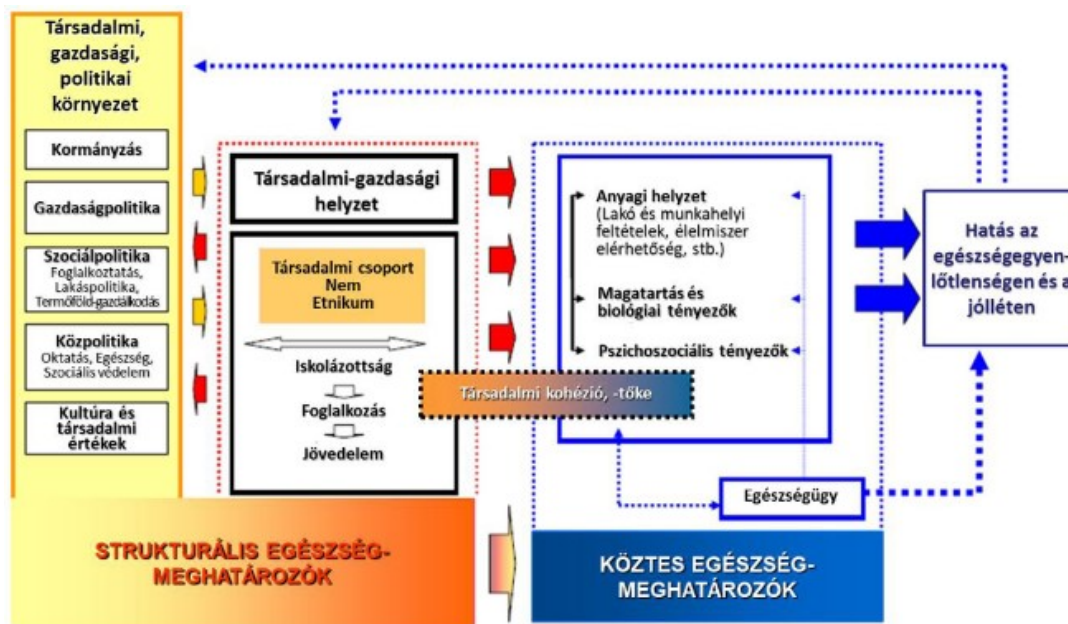 Társadalmi,
gazdasági,
politikai
környezet
Kormányzás
Gazdaságpolitika
Szociálpolitika
Foglalkoztatás,
Lakáspolitika,
Termőföld-gazdálkodás
Közpolitika
Oktatás, Egészség,
Szociális védelem
Kultúra és
társadalmi
értékek
Társadalmi-gazdasági
helyzet
Társadalmi csoport
Nem
Etnikum
Iskolázottság
Foglalkozás
Jövedelem
Társadalmi kohézió, -tőke
Anyagi helyzet
(Lakó és munkahelyi
feltételek, élelmiszer
elérhetőség, stb.)
Magatartás és
biológiai tényezők
Pszichoszociális tényezők
Egészségügy
Hatás az
egészségegyen-
lőtlenségen és a
jólléten
STRUKTURÁLIS EGÉSZSÉG-
MEGHATÁROZÓK
KÖZTES EGÉSZSÉG-
MEGHATÁROZÓK